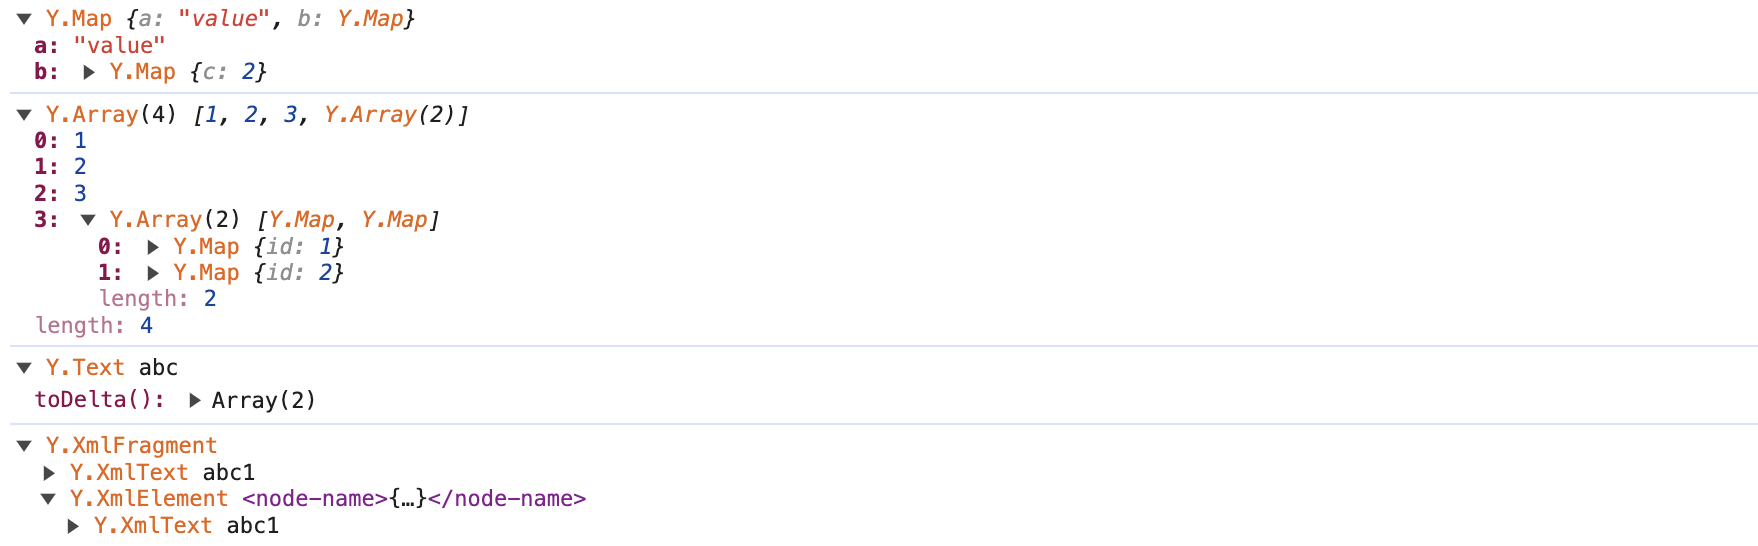 Y.Map {a: "value", b: Y.Map}
a: "value"
b: Y.Map {c: 2}
Y.Array(4) [1, 2, 3, Y.Array(2)]
0: 1
1: 2
2: 3
3: Y.Array(2) [Y.Map, Y.Map]
0: Y.Map {id: 1}
1: Y.Map {id: 2}
length: 2
length: 4
Y.Text abc
toDelta(): Array(2)
Y.XmlFragment
Y.XmlText abc1
Y.XmlElement <node-name>{…}</node-name>
Y.XmlText abc1